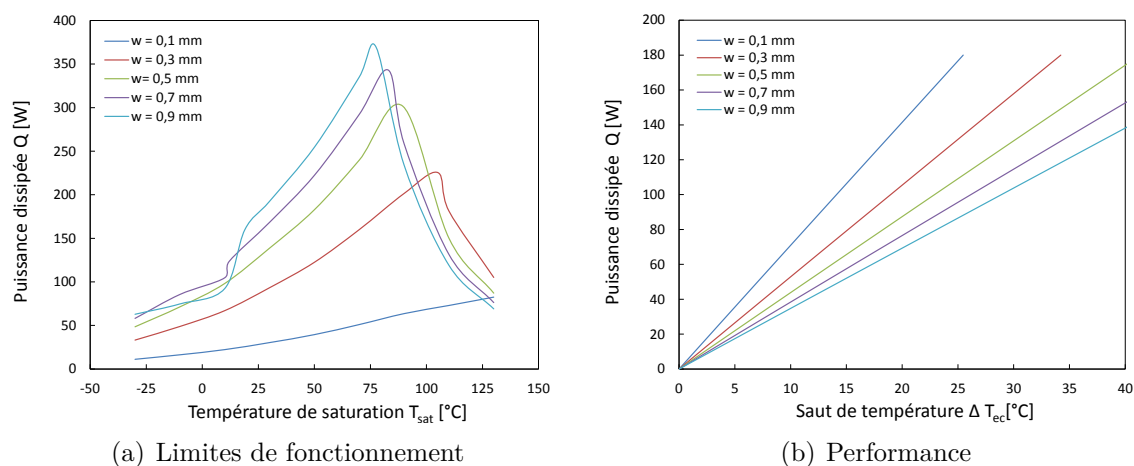 400
350
300
250
200
150
100
50
0
Puissance dissipée Q [W]
w = 0,1 mm
w = 0,3 mm
w= 0,5 mm
w = 0,7 mm
w = 0,9 mm
-50 -25 0 25 50 75 100 125 150
Température de saturation Tsat [°C]
(a) Limites de fonctionnement
200
180
160
140
120
100
80
60
40
20
0
Puissance dissipée Q [W]
w = 0,1 mm
w = 0,3 mm
w = 0,5 mm
w = 0,7 mm
w = 0,9 mm
0 5 10 15 20 25 30 35 40
Saut de température Δ Tec[°C]
(b) Performance